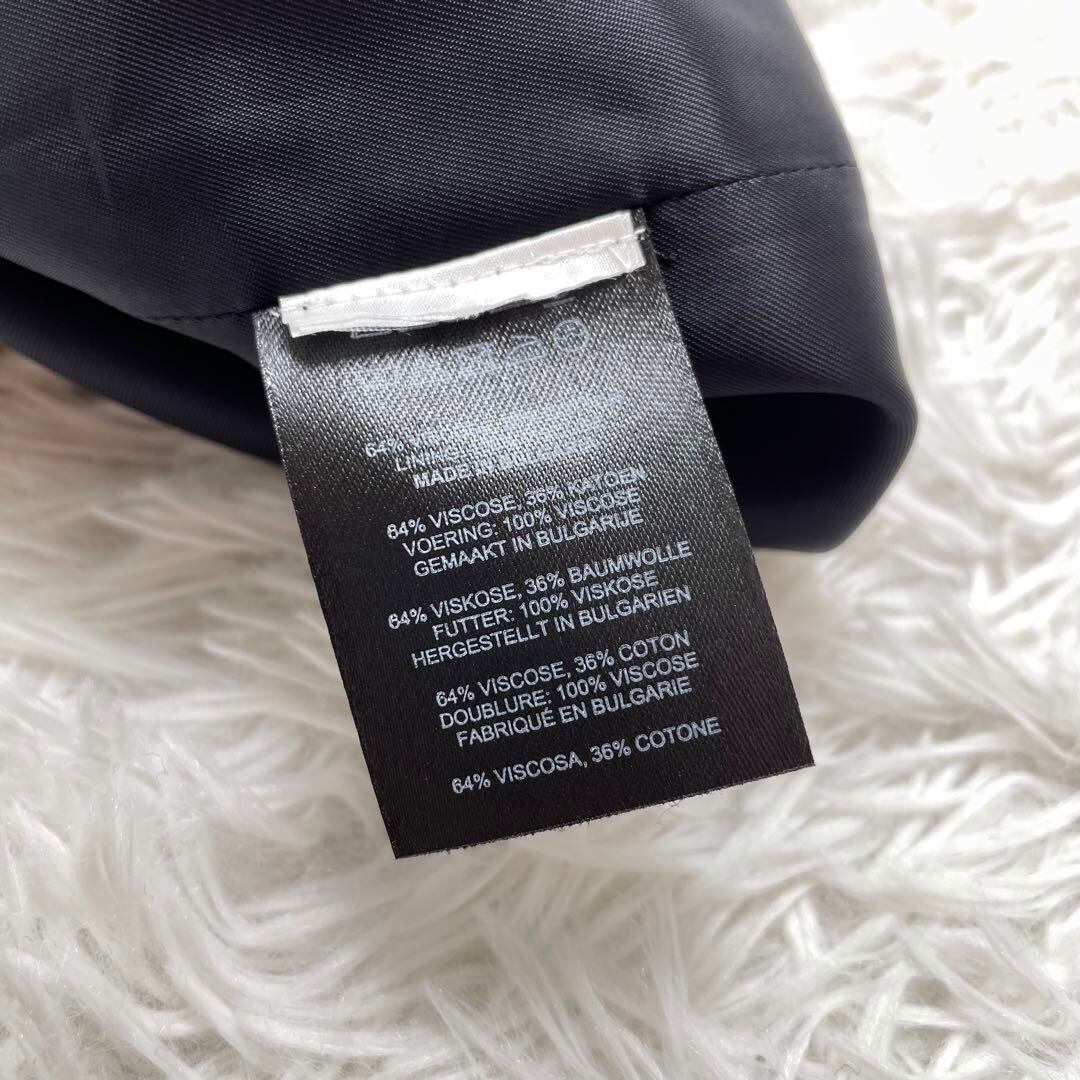 64%
MADE IN
64% VISCOSE, 36% KATOEN
VOERING: 100% VISCOSE
GEMAAKT IN BULGARIJE
64% VISKOSE, 36% BAUMWOLLE
FUTTER: 100% VISKOSE
HERGESTELLT IN BULGARIEN
64% VISCOSE, 36% COTON
DOUBLURE: 100% VISCOSE
FABRIQUÉ EN BULGARIE
64% VISCOSA, 36% COTONE